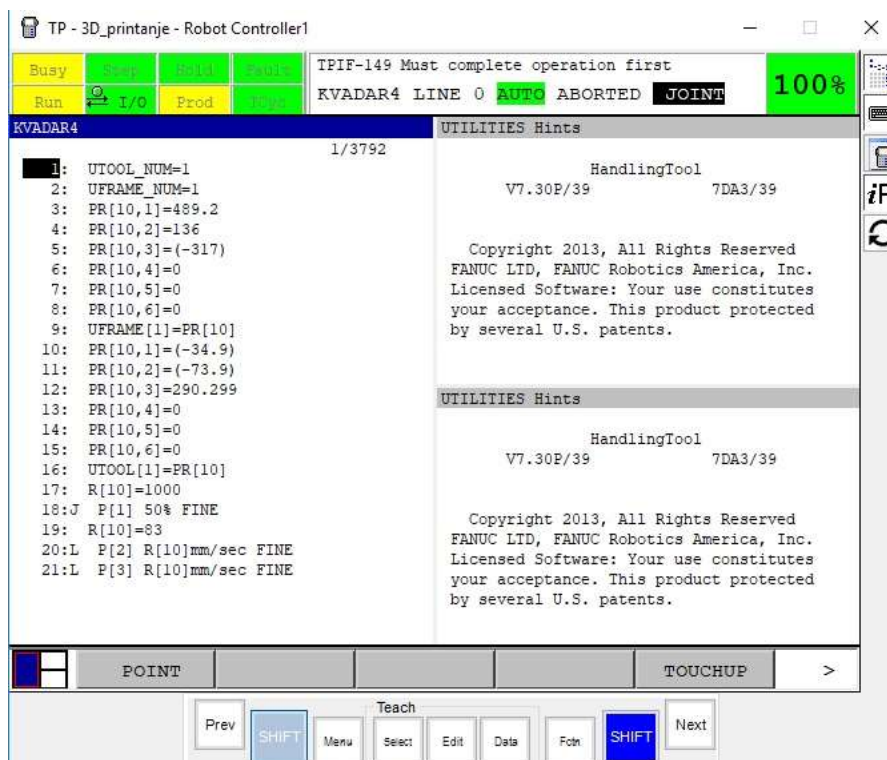 TP - 3D_printanje - Robot Controller1
Busy Step Hold Fault
Run I/O Prod TCyc
TPIF-149 Must complete operation first
KVADAR4 LINE 0 AUTO ABORTED JOINT
100%
KVADAR4
1/3792
1: UTOOL_NUM=1
2: UFRAME_NUM=1
3: PR[10,1]=489.2
4: PR[10,2]=136
5: PR[10,3]=(-317)
6: PR[10,4]=0
7: PR[10,5]=0
8: PR[10,6]=0
9: UFRAME[1]=PR[10]
10: PR[10,1]=(-34.9)
11: PR[10,2]=(-73.9)
12: PR[10,3]=290.299
13: PR[10,4]=0
14: PR[10,5]=0
15: PR[10,6]=0
16: UTOOL[1]=PR[10]
17: R[10]=1000
18:J P[1] 50% FINE
19: R[10]=83
20:L P[2] R[10]mm/sec FINE
21:L P[3] R[10]mm/sec FINE
UTILITIES Hints
HandlingTool
V7.30P/39 7DA3/39
Copyright 2013, All Rights Reserved
FANUC LTD, FANUC Robotics America, Inc.
Licensed Software: Your use constitutes
your acceptance. This product protected
by several U.S. patents.
UTILITIES Hints
HandlingTool
V7.30P/39 7DA3/39
Copyright 2013, All Rights Reserved
FANUC LTD, FANUC Robotics America, Inc.
Licensed Software: Your use constitutes
your acceptance. This product protected
by several U.S. patents.
POINT TOUCHUP >
Teach
Prev SHIFT Menu Select Edit Data Fctn SHIFT Next